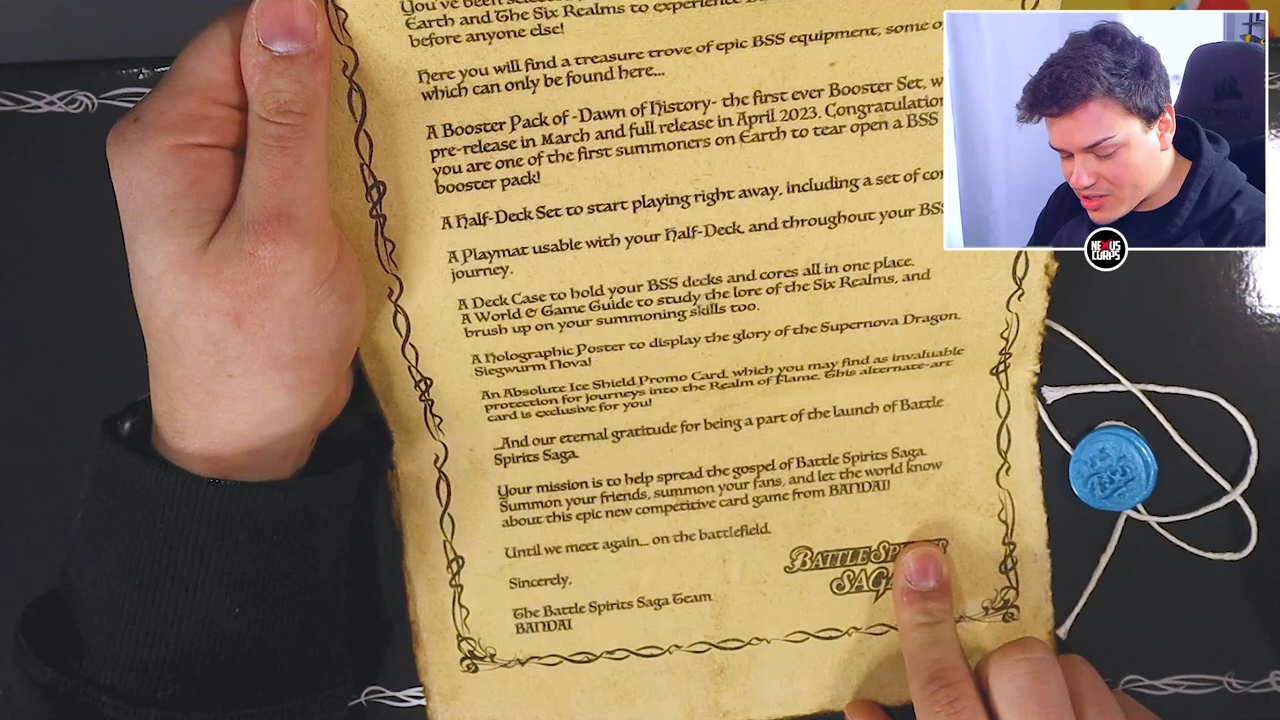 You've been
Earth and The Six Realms to experience
before anyone else!
Here you will find a treasure trove of epic BSS equipment, some o
which can only be found here...
A Booster Pack of -Dawn of History- the first ever Booster Set, w
pre-release in March and full release in April 2023. Congratulation
you are one of the first summoners on Earth to tear open a BSS
booster pack!
A Half-Deck Set to start playing right away, including a set of cor
A Playmat usable with your Half-Deck, and throughout your BSS
journey.
A Deck Case to hold your BSS decks and cores all in one place.
A World & Game Guide to study the lore of the Six Realms, and
brush up on your summoning skills too.
A Holographic Poster to display the glory of the Supernova Dragon,
Siegwurm Nova!
An Absolute Ice Shield Promo Card, which you may find as invaluable
protection for journeys into the Realm of Flame. This alternate-art
card is exclusive for you!
...And our eternal gratitude for being a part of the launch of Battle
Spirits Saga.
Your mission is to help spread the gospel of Battle Spirits Saga.
Summon your friends, summon your fans, and let the world know
about this epic new competitive card game from BANDAI!
Until we meet again... on the battlefield.
Sincerely,
The Battle Spirits Saga Team
BANDAI
BATTLE SPIRITS
SAGA
NEXUS
CORPS